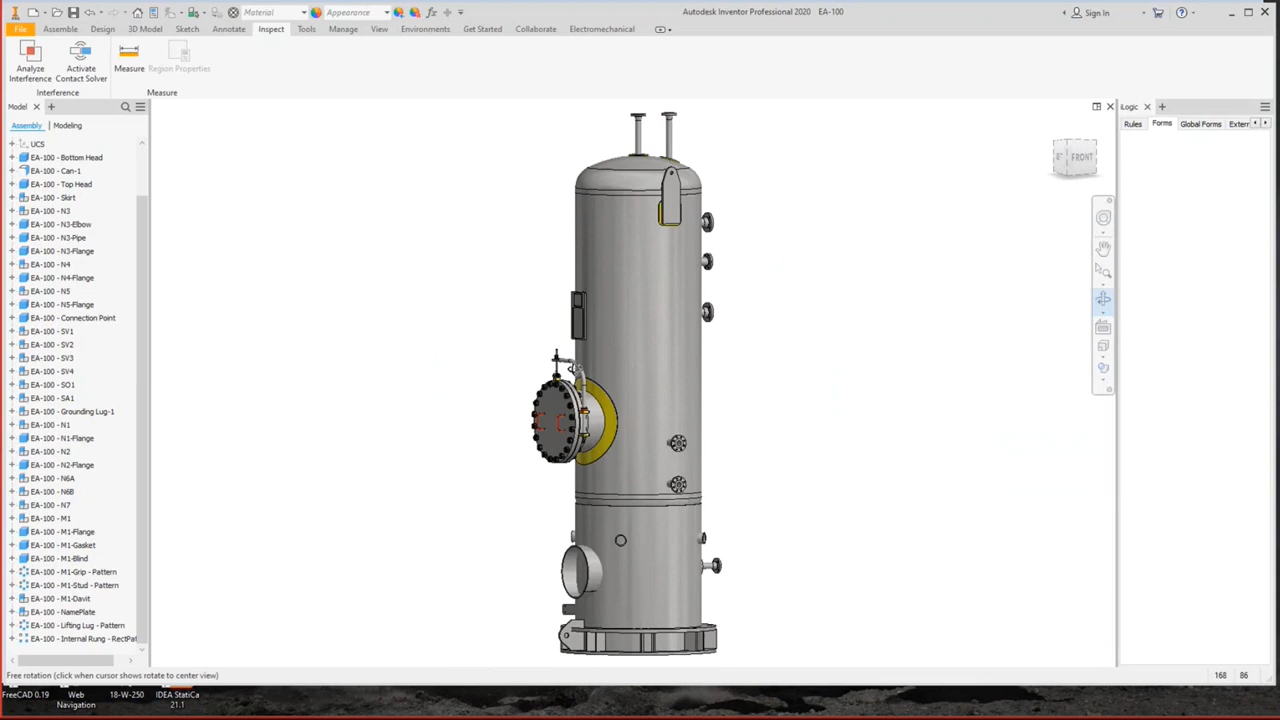 Material
Appearance
Autodesk Inventor Professional 2020 EA-100
Sign In
File
Assemble
Design
3D Model
Sketch
Annotate
Inspect
Tools
Manage
View
Environments
Get Started
Collaborate
Electromechanical
Analyze
Interference
Activate
Contact Solver
Measure
Region Properties
Interference
Measure
Model
Assembly
Modeling
UCS
EA-100 - Bottom Head
EA-100 - Can-1
EA-100 - Top Head
EA-100 - Skirt
EA-100 - N3
EA-100 - N3-Elbow
EA-100 - N3-Pipe
EA-100 - N3-Flange
EA-100 - N4
EA-100 - N4-Flange
EA-100 - N5
EA-100 - N5-Flange
EA-100 - Connection Point
EA-100 - SV1
EA-100 - SV2
EA-100 - SV3
EA-100 - SV4
EA-100 - SO1
EA-100 - SA1
EA-100 - Grounding Lug-1
EA-100 - N1
EA-100 - N1-Flange
EA-100 - N2
EA-100 - N2-Flange
EA-100 - N6A
EA-100 - N6B
EA-100 - N7
EA-100 - M1
EA-100 - M1-Flange
EA-100 - M1-Gasket
EA-100 - M1-Blind
EA-100 - M1-Grip - Pattern
EA-100 - M1-Stud - Pattern
EA-100 - M1-Davit
EA-100 - NamePlate
EA-100 - Lifting Lug - Pattern
EA-100 - Internal Rung - RectPat
FRONT
iLogic
Rules
Forms
Global Forms
Extern
Free rotation (click when cursor shows rotate to center view)
168
86
FreeCAD 0.19
Web
Navigation
18-W-250
IDEA StatiCa
21.1